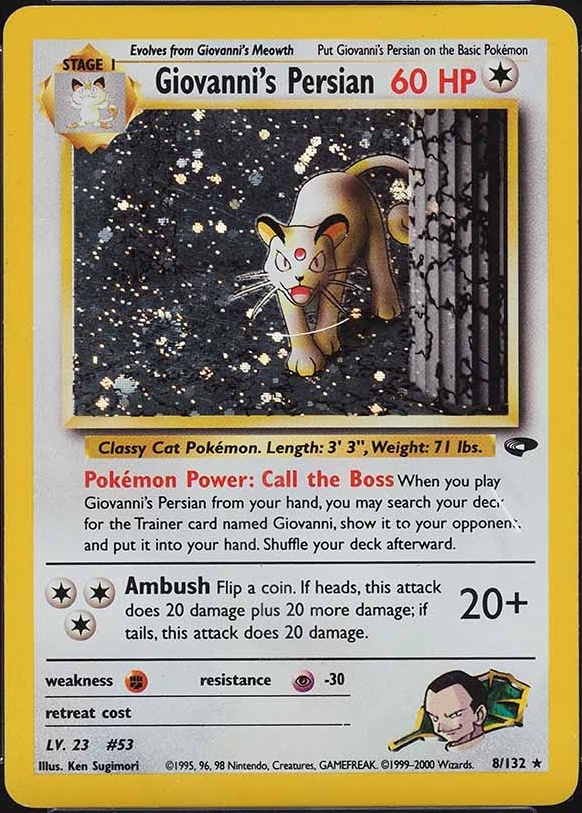 Evolves from Giovanni's Meowth Put Giovanni's Persian on the Basic Pokémon
STAGE 1
Giovanni's Persian 60 HP
Classy Cat Pokémon. Length: 3' 3", Weight: 71 lbs.
Pokémon Power: Call the Boss When you play
Giovanni's Persian from your hand, you may search your deck
for the Trainer card named Giovanni, show it to your opponent,
and put it into your hand. Shuffle your deck afterward.
Ambush Flip a coin. If heads, this attack
does 20 damage plus 20 more damage; if
tails, this attack does 20 damage.
20+
weakness resistance -30
retreat cost
LV. 23 #53
Illus. Ken Sugimori ©1995, 96, 98 Nintendo, Creatures, GAMEFREAK. ©1999-2000 Wizards. 8/132 ★